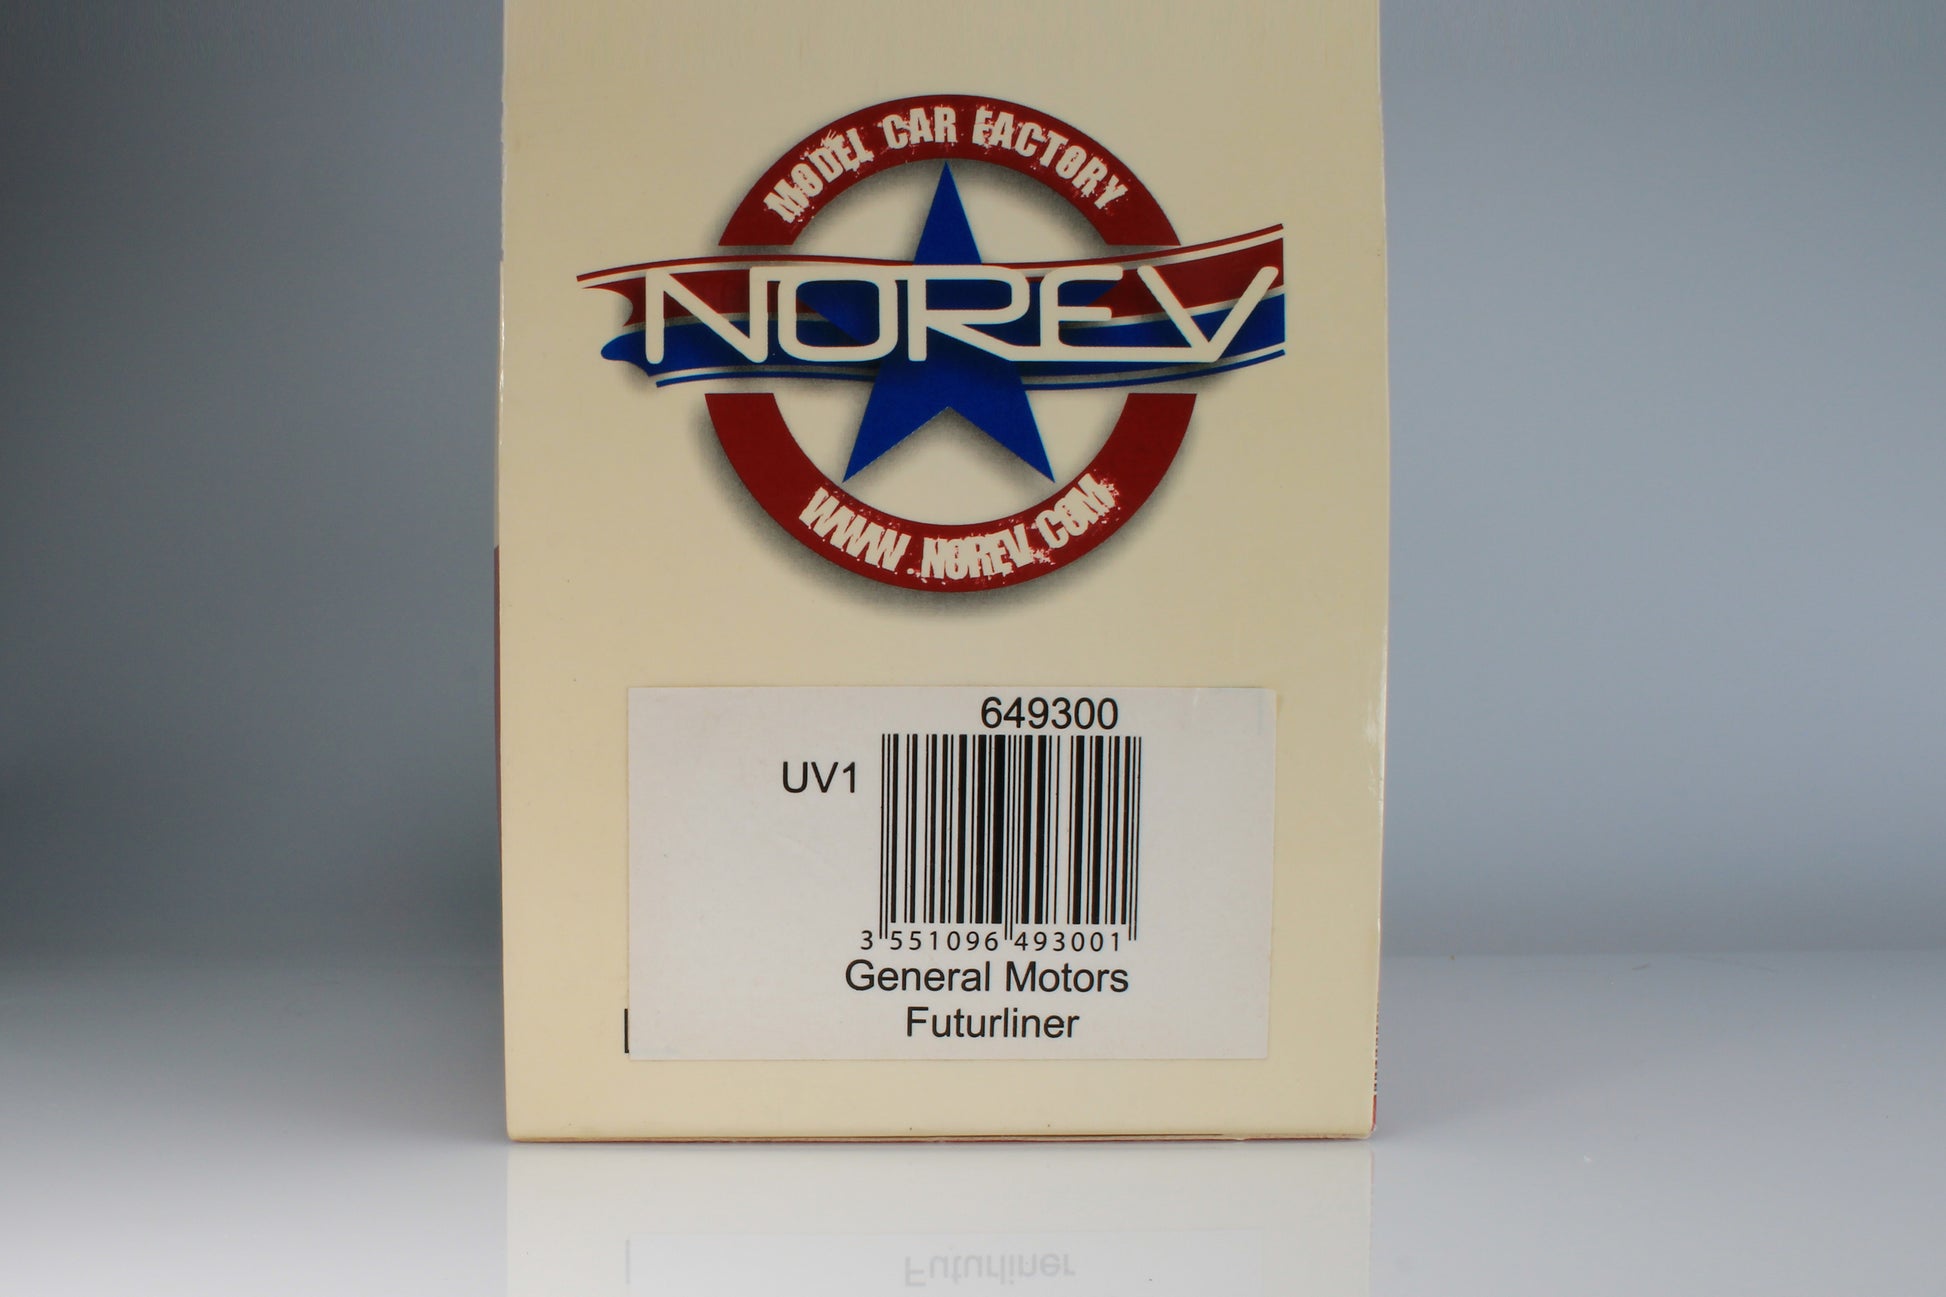 MODEL CAR FACTORY
NOREV
WWW.NOREV.COM
649300
UV1
3 551096 493001
General Motors
Futurliner
Futurliner